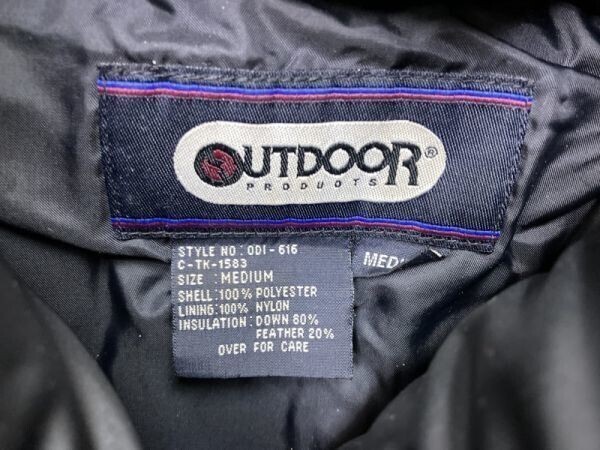 OUTDOOR®
PRODUCTS
STYLE NO: ODI-616
C-TK-1583
SIZE : MEDIUM
SHELL: 100% POLYESTER
LINING: 100% NYLON
INSULATION: DOWN 80%
FEATHER 20%
OVER FOR CARE